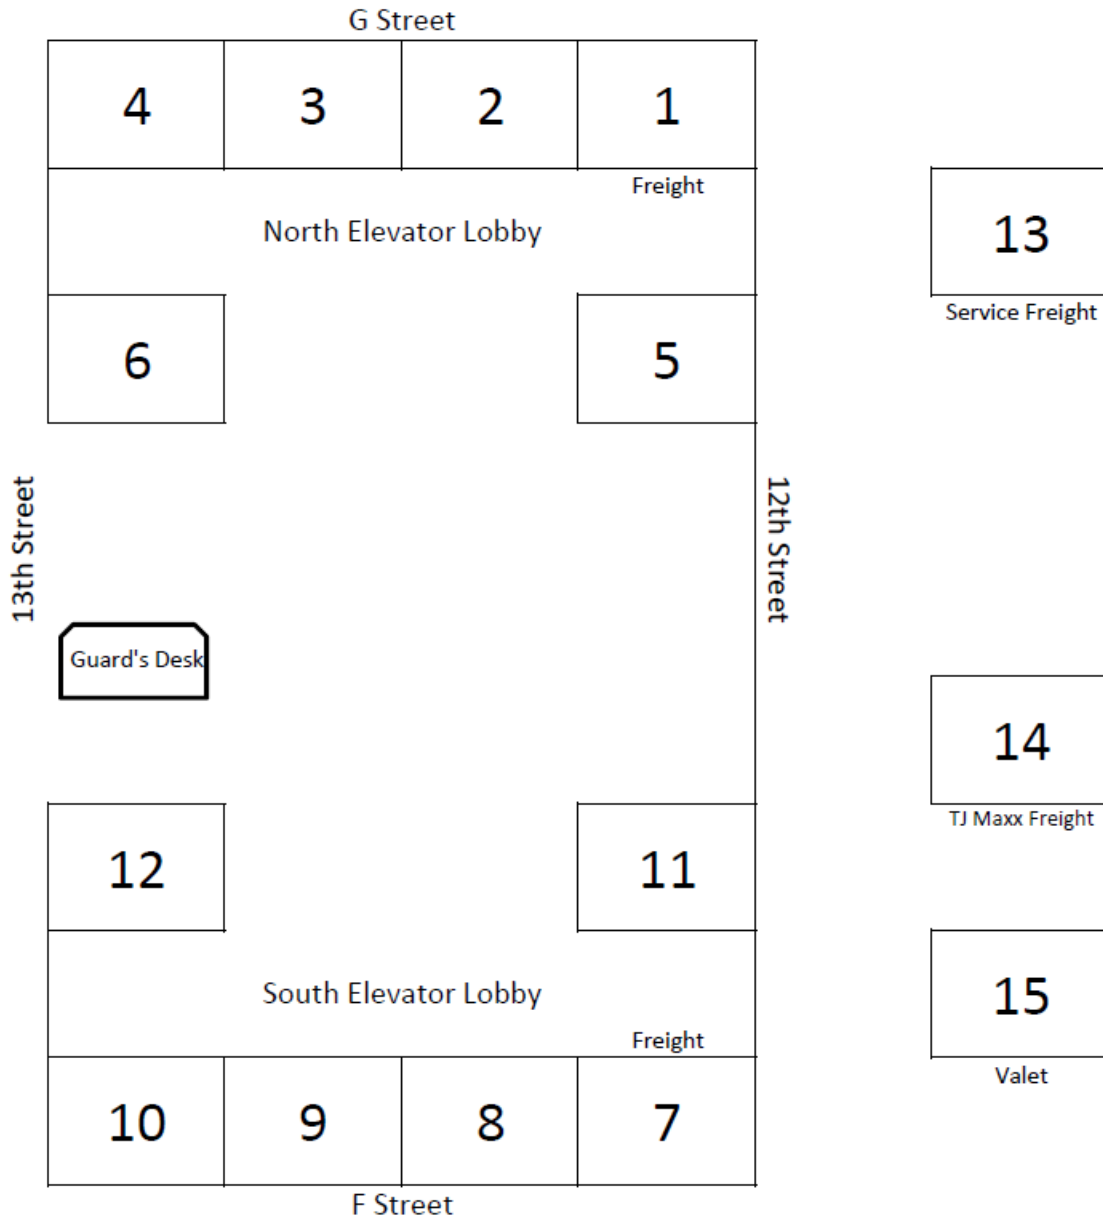 G Street
4 3 2 1
Freight
North Elevator Lobby
13
Service Freight
6 5
13th Street
12th Street
Guard's Desk
14
TJ Maxx Freight
12 11
South Elevator Lobby
15
Freight
Valet
10 9 8 7
F Street